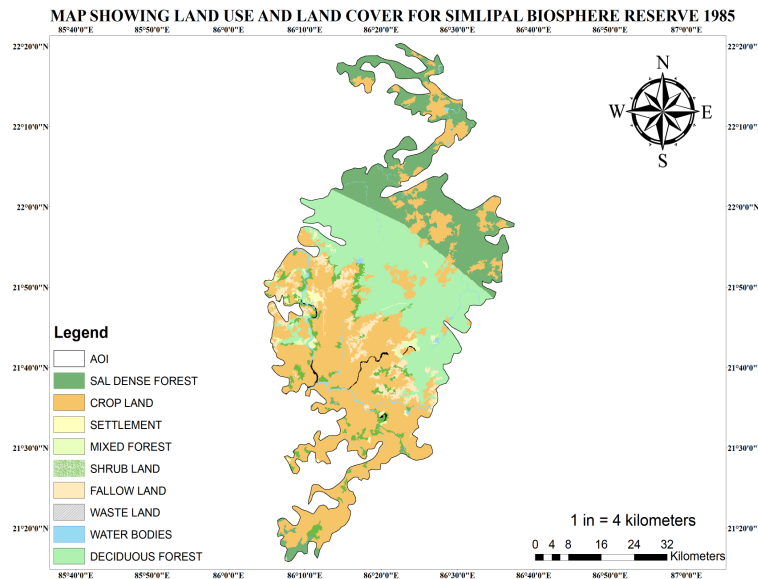 MAP SHOWING LAND USE AND LAND COVER FOR SIMLIPAL BIOSPHERE RESERVE 1985
85°40'0"E 85°50'0"E 86°0'0"E 86°10'0"E 86°20'0"E 86°30'0"E 86°40'0"E 86°50'0"E 87°0'0"E
22°20'0"N 22°20'0"N
N
W E
S
22°10'0"N 22°10'0"N
22°0'0"N 22°0'0"N
21°50'0"N 21°50'0"N
21°40'0"N 21°40'0"N
21°30'0"N 21°30'0"N
21°20'0"N 21°20'0"N
Legend
AOI
SAL DENSE FOREST
CROP LAND
SETTLEMENT
MIXED FOREST
SHRUB LAND
FALLOW LAND
WASTE LAND
WATER BODIES
DECIDUOUS FOREST
1 in = 4 kilometers
0 4 8 16 24 32
Kilometers
85°40'0"E 85°50'0"E 86°0'0"E 86°10'0"E 86°20'0"E 86°30'0"E 86°40'0"E 86°50'0"E 87°0'0"E